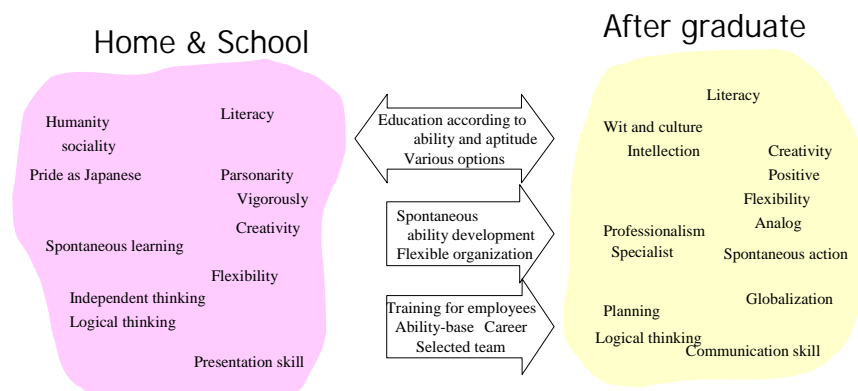 Home & School
After graduate
Humanity
sociality
Literacy
Pride as Japanese
Parsonarity
Vigorously
Creativity
Spontaneous learning
Flexibility
Independent thinking
Logical thinking
Presentation skill
Education according to
ability and aptitude
Various options
Spontaneous
ability development
Flexible organization
Training for employees
Ability-base Career
Selected team
Literacy
Wit and culture
Intellection
Creativity
Positive
Flexibility
Analog
Professionalism
Specialist
Spontaneous action
Globalization
Planning
Logical thinking
Communication skill